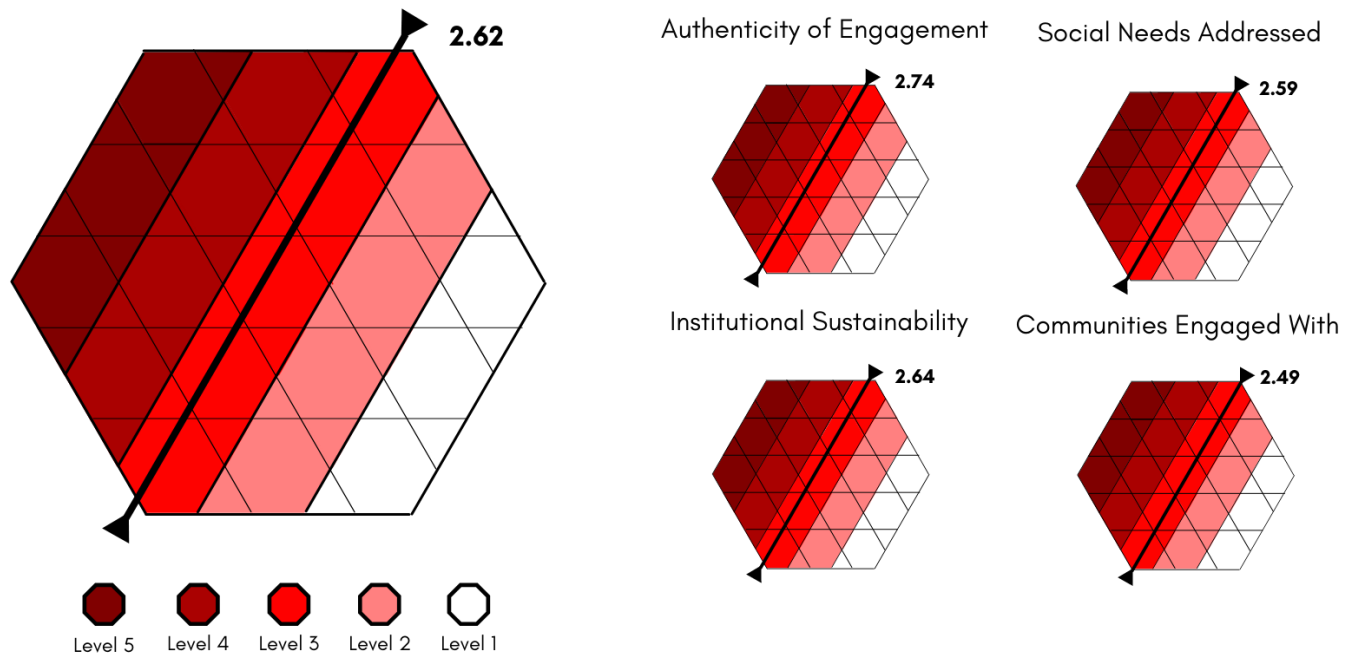 2.62
Level 5
Level 4
Level 3
Level 2
Level 1
Authenticity of Engagement
2.74
Social Needs Addressed
2.59
Institutional Sustainability
2.64
Communities Engaged With
2.49